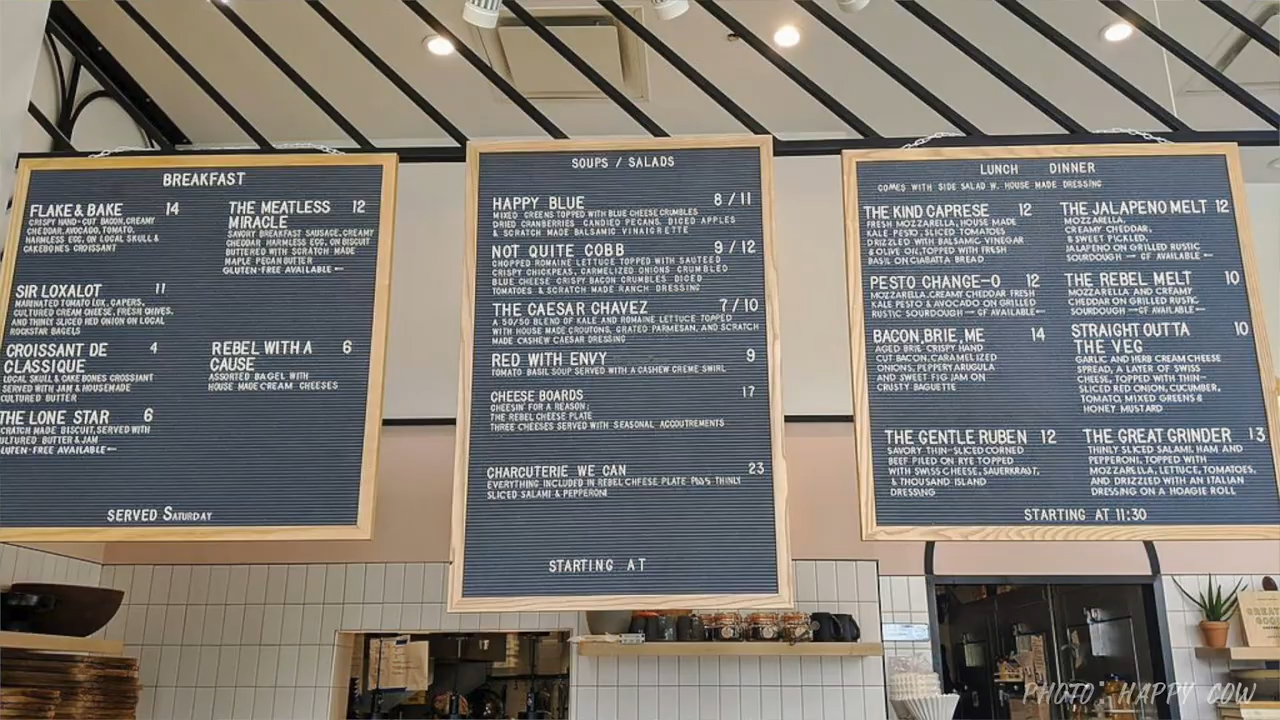 BREAKFAST
FLAKE & BAKE 14
CRISPY HAND-CUT BACON, CREAMY
CHEDDAR, AVOCADO, TOMATO,
HARMLESS EGG, ON LOCAL SKULL &
CAKEBONES CROISSANT
THE MEATLESS 12
MIRACLE
SAVORY BREAKFAST SAUSAGE, CREAMY
CHEDDAR HARMLESS EGG, ON BISCUIT
BUTTERED WITH SCRATCH MADE
MAPLE PECAN BUTTER
GLUTEN-FREE AVAILABLE
SIR LOXALOT 11
MARINATED TOMATO LOX, CAPERS,
CULTURED CREAM CHEESE, FRESH CHIVES,
AND THINLY SLICED RED ONION ON LOCAL
ROCKSTAR BAGELS
CROISSANT DE 4
CLASSIQUE
LOCAL SKULL & CAKE BONES CROSSIANT
SERVED WITH JAM & HOUSEMADE
CULTURED BUTTER
REBEL WITH A 6
CAUSE
ASSORTED BAGEL WITH
HOUSE MADE CREAM CHEESES
THE LONE STAR 6
CRATCH MADE BISCUIT, SERVED WITH
ULTURED BUTTER & JAM
LUTEN-FREE AVAILABLE
SERVED SATURDAY
SOUPS / SALADS
HAPPY BLUE 8 / 11
MIXED GREENS TOPPED WITH BLUE CHEESE CRUMBLES
DRIED CRANBERRIES CANDIED PECANS, DICED APPLES
& SCRATCH MADE BALSAMIC VINAIGRETTE
NOT QUITE COBB 9 / 12
CHOPPED ROMAINE LETTUCE TOPPED WITH SAUTEED
CRISPY CHICKPEAS, CARMELIZED ONIONS CRUMBLED
BLUE CHEESE CRISPY BACON CRUMBLES DICED
TOMATOES & SCRATCH MADE RANCH DRESSING
THE CAESAR CHAVEZ 7 / 10
A 50/50 BLEND OF KALE AND ROMAINE LETTUCE TOPPED
WITH HOUSE MADE CROUTONS, GRATED PARMESAN, AND SCRATCH
MADE CASHEW CAESAR DRESSING
RED WITH ENVY 9
TOMATO BASIL SOUP SERVED WITH A CASHEW CREME SWIRL
CHEESE BOARDS 17
CHEESIN' FOR A REASON:
THE REBEL CHEESE PLATE
THREE CHEESES SERVED WITH SEASONAL ACCOUTREMENTS
CHARCUTERIE WE CAN 23
EVERYTHING INCLUDED IN REBEL CHEESE PLATE PLUS THINLY
SLICED SALAMI & PEPPERONI
STARTING AT
LUNCH DINNER
COMES WITH SIDE SALAD W. HOUSE MADE DRESSING
THE KIND CAPRESE 12
FRESH MOZZARELLA, HOUSE MADE
KALE PESTO, SLICED TOMATOES
DRIZZLED WITH BALSAMIC VINEGAR
& OLIVE OIL, TOPPED WITH FRESH
BASIL ON CIABATTA BREAD
THE JALAPENO MELT 12
MOZZARELLA,
CREAMY CHEDDAR,
& SWEET PICKLED,
JALAPENO ON GRILLED RUSTIC
SOURDOUGH GF AVAILABLE
PESTO CHANGE-O 12
MOZZARELLA, CREAMY CHEDDAR FRESH
KALE PESTO & AVOCADO ON GRILLED
RUSTIC SOURDOUGH GF AVAILABLE
THE REBEL MELT 10
MOZZARELLA AND CREAMY
CHEDDAR ON GRILLED RUSTIC
SOURDOUGH GF AVAILABLE
BACON, BRIE, ME 14
AGED BRIE CRISPY HAND
CUT BACON, CARAMELIZED
ONIONS, PEPPERY ARUGULA
AND SWEET FIG JAM ON
CRUSTY BAGUETTE
STRAIGHT OUTTA 10
THE VEG
GARLIC AND HERB CREAM CHEESE
SPREAD, A LAYER OF SWISS
CHEESE, TOPPED WITH THIN-
SLICED RED ONION, CUCUMBER,
TOMATO, MIXED GREENS &
HONEY MUSTARD
THE GENTLE RUBEN 12
SAVORY THIN-SLICED CORNED
BEEF PILED ON RYE TOPPED
WITH SWISS CHEESE, SAUERKRAUT,
& THOUSAND ISLAND
DRESSING
THE GREAT GRINDER 13
THINLY SLICED SALAMI, HAM AND
PEPPERONI, TOPPED WITH
MOZZARELLA, LETTUCE, TOMATOES,
AND DRIZZLED WITH AN ITALIAN
DRESSING ON A HOAGIE ROLL
STARTING AT 11:30
PHOTO: HAPPY COW